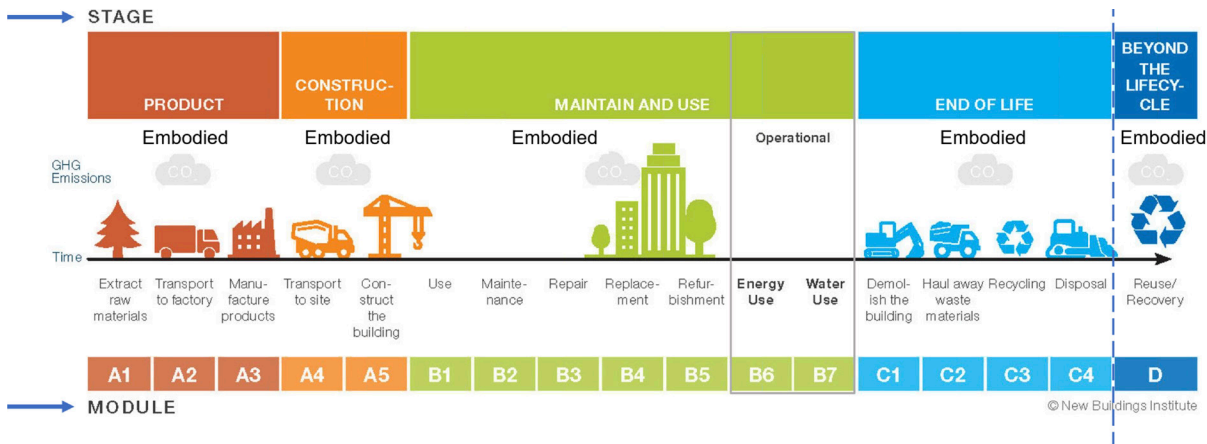 STAGE
PRODUCT
CONSTRUC-
TION
MAINTAIN AND USE
END OF LIFE
BEYOND
THE
LIFECY-
CLE
Embodied
Embodied
Embodied
Operational
Embodied
Embodied
GHG
Emissions
CO
CO
CO
CO
CO
Time
Extract
raw
materials
Transport
to factory
Manu-
facture
products
Transport
to site
Con-
struct
the
building
Use
Mainte-
nance
Repair
Replace-
ment
Refur-
bishment
Energy
Use
Water
Use
Demol-
ish the
building
Haul away
waste
materials
Recycling
Disposal
Reuse/
Recovery
A1 A2 A3 A4 A5 B1 B2 B3 B4 B5 B6 B7 C1 C2 C3 C4 D
MODULE
© New Buildings Institute